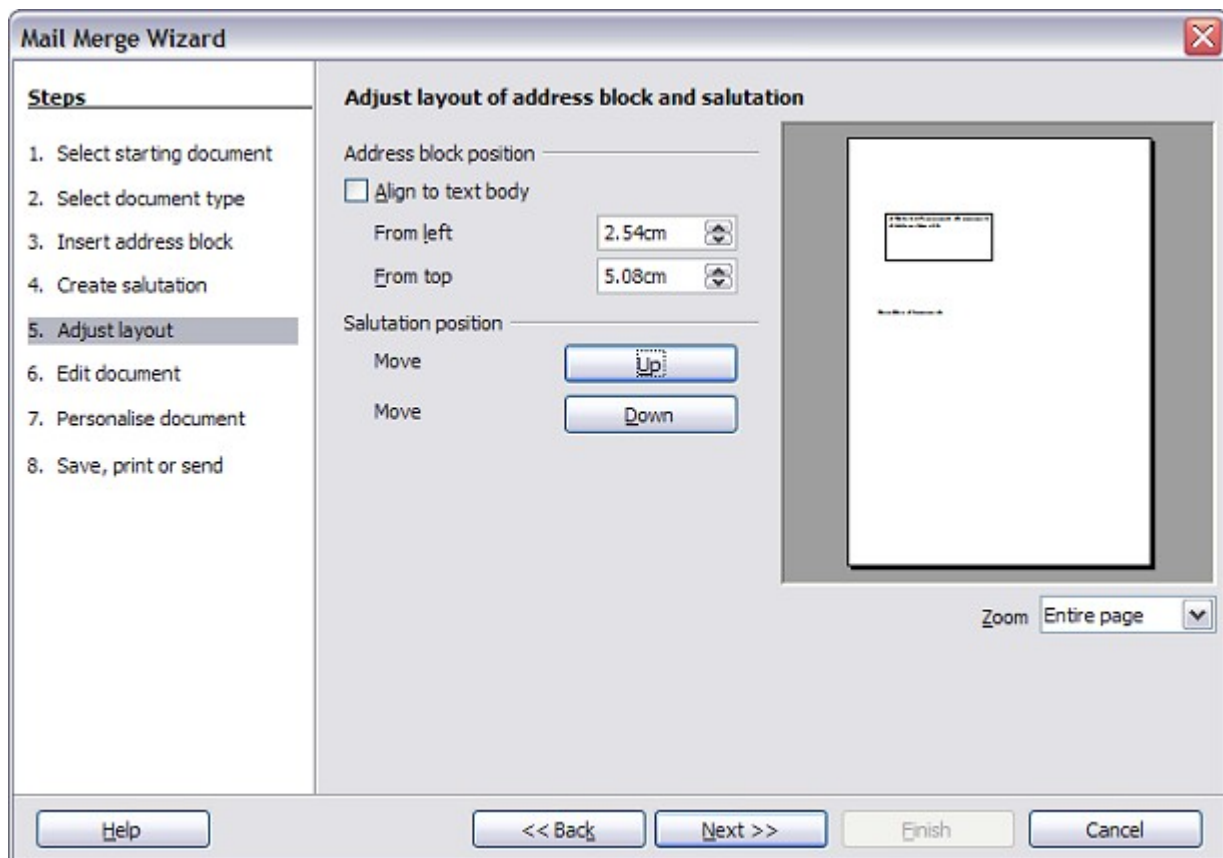 Mail Merge Wizard
Steps
1. Select starting document
2. Select document type
3. Insert address block
4. Create salutation
5. Adjust layout
6. Edit document
7. Personalise document
8. Save, print or send
Adjust layout of address block and salutation
Address block position
Align to text body
From left 2.54cm
From top 5.08cm
Salutation position
Move Up
Move Down
Zoom Entire page
Help << Back Next >> Finish Cancel